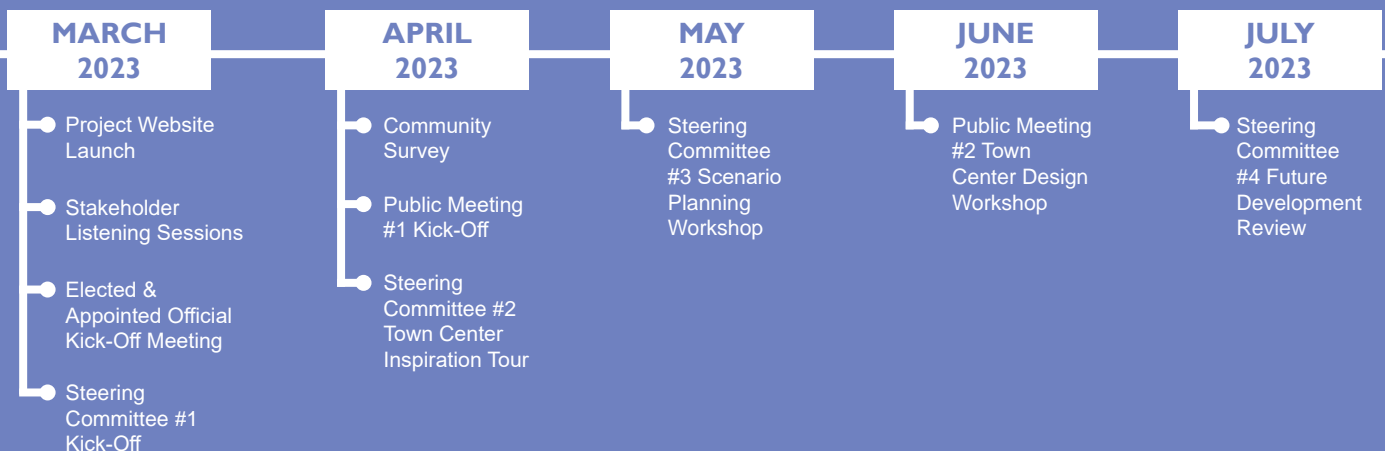 MARCH
2023
Project Website
Launch
Stakeholder
Listening Sessions
Elected &
Appointed Official
Kick-Off Meeting
Steering
Committee #1
Kick-Off
APRIL
2023
Community
Survey
Public Meeting
#1 Kick-Off
Steering
Committee #2
Town Center
Inspiration Tour
MAY
2023
Steering
Committee
#3 Scenario
Planning
Workshop
JUNE
2023
Public Meeting
#2 Town
Center Design
Workshop
JULY
2023
Steering
Committee
#4 Future
Development
Review